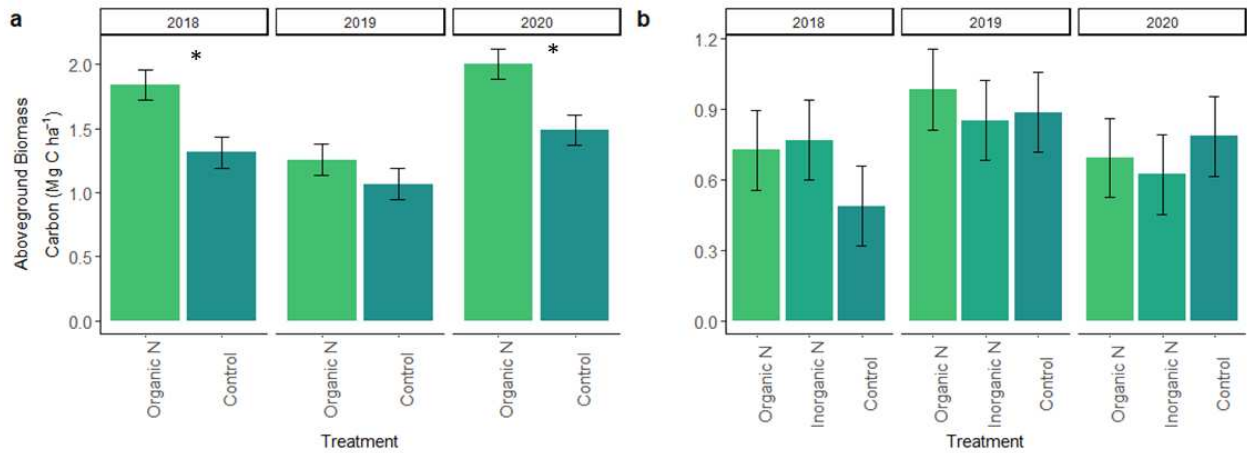 a
2018
2019
2020
*
*
Aboveground Biomass
Carbon (Mg C ha⁻¹)
2.0
1.5
1.0
0.5
0.0
Organic N
Control
Organic N
Control
Organic N
Control
Treatment
b
2018
2019
2020
1.2
0.9
0.6
0.3
0.0
Organic N
Inorganic N
Control
Organic N
Inorganic N
Control
Organic N
Inorganic N
Control
Treatment